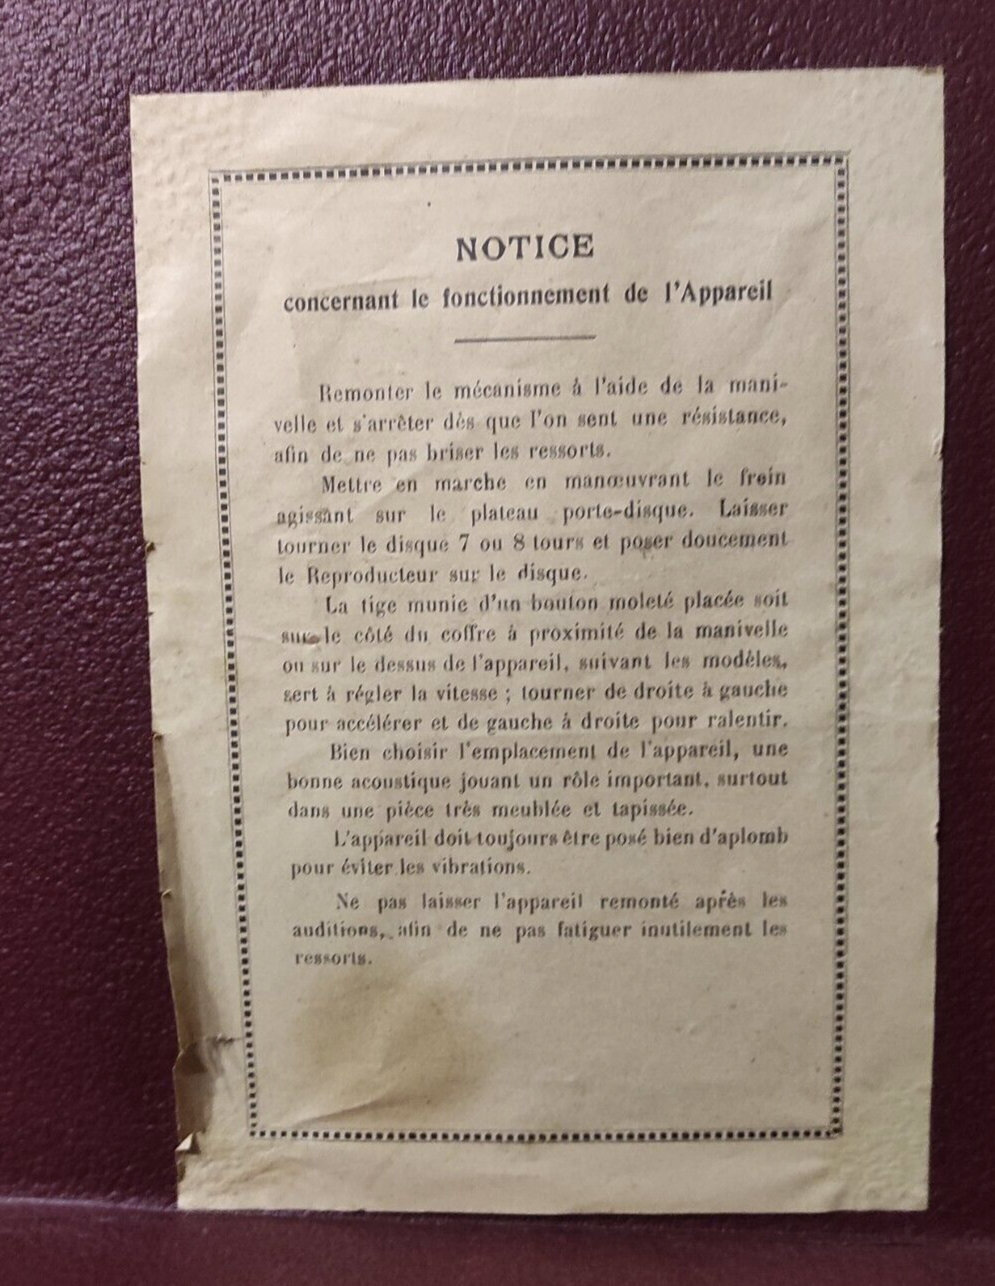 NOTICE
concernant le fonctionnement de l'Appareil
Remonter le mécanisme à l'aide de la mani-
velle et s'arrêter dès que l'on sent une résistance,
afin de ne pas briser les ressorts.
Mettre en marche en manœuvrant le frein
agissant sur le plateau porte-disque. Laisser
tourner le disque 7 ou 8 tours et poser doucement
le Reproducteur sur le disque.
La tige munie d'un bouton moleté placée soit
sur le côté du coffre à proximité de la manivelle
ou sur le dessus de l'appareil, suivant les modèles,
sert à régler la vitesse ; tourner de droite à gauche
pour accélérer et de gauche à droite pour ralentir.
Bien choisir l'emplacement de l'appareil, une
bonne acoustique jouant un rôle important, surtout
dans une pièce très meublée et tapissée.
L'appareil doit toujours être posé bien d'aplomb
pour éviter les vibrations.
Ne pas laisser l'appareil remonté après les
auditions, afin de ne pas fatiguer inutilement les
ressorts.